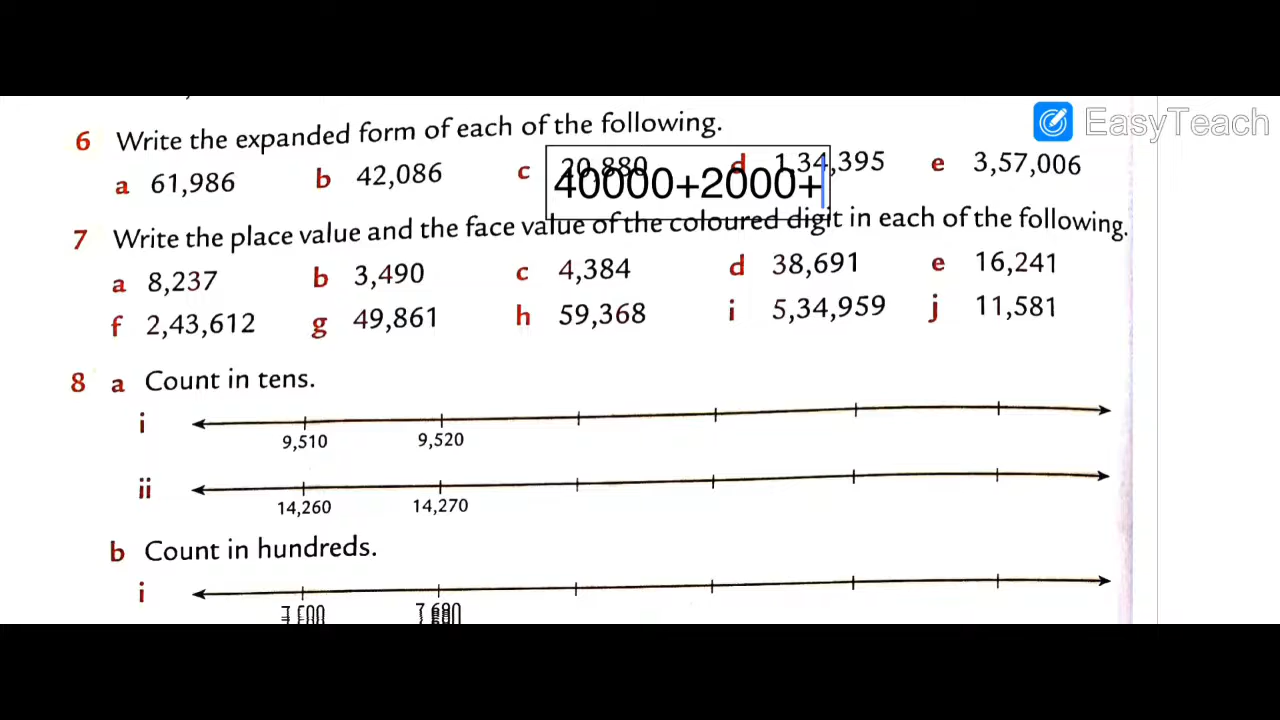 EasyTeach
6 Write the expanded form of each of the following.
a 61,986 b 42,086 c 20,880 d 1,34,395 e 3,57,006
40000+2000+
7 Write the place value and the face value of the coloured digit in each of the following.
a 8,237 b 3,490 c 4,384 d 38,691 e 16,241
f 2,43,612 g 49,861 h 59,368 i 5,34,959 j 11,581
8 a Count in tens.
i
9,510 9,520
ii
14,260 14,270
b Count in hundreds.
i